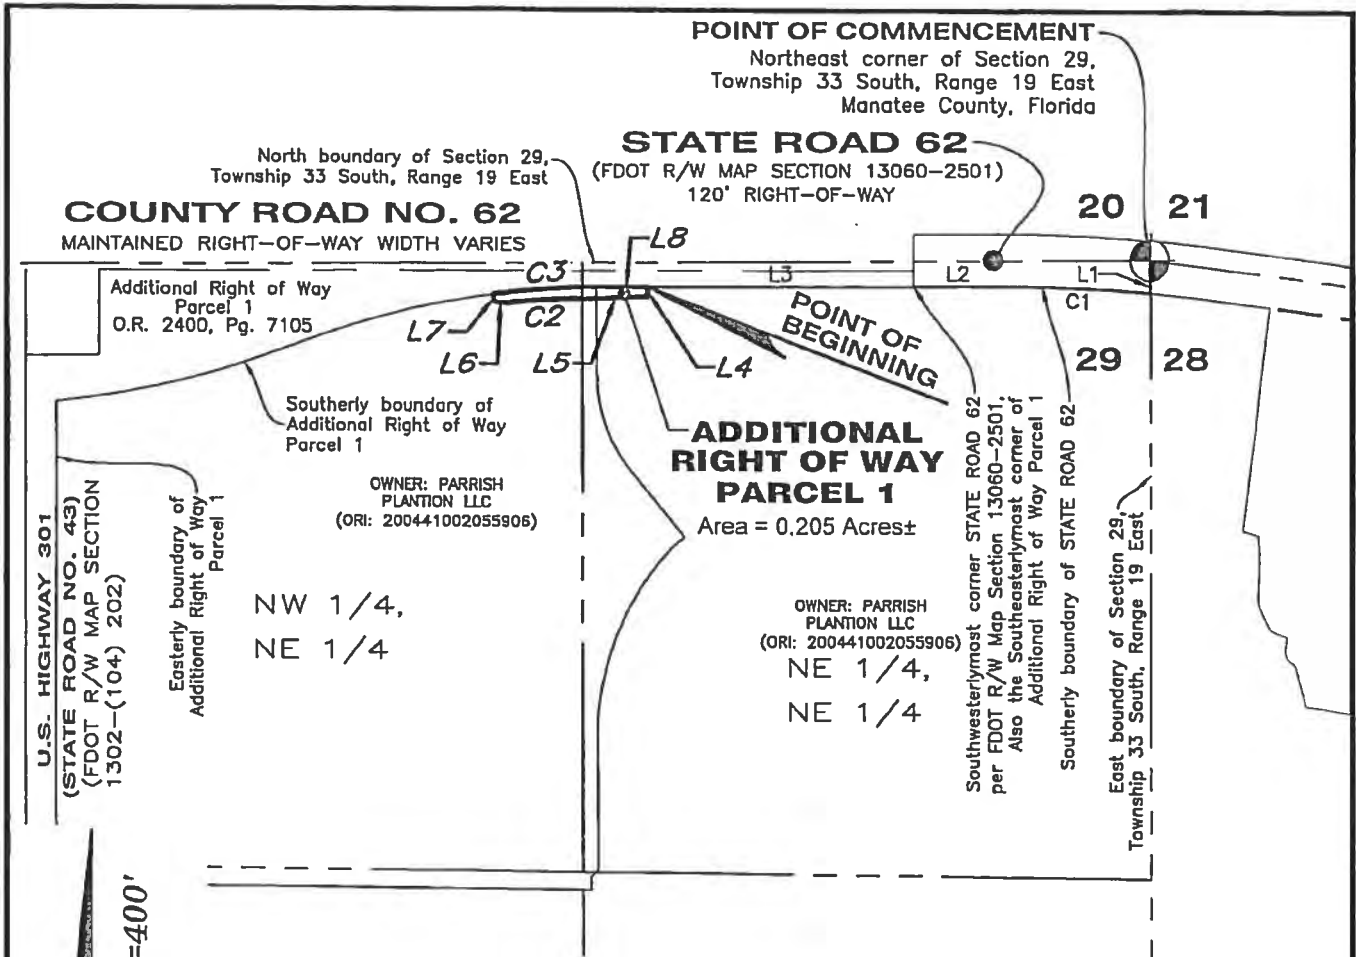 POINT OF COMMENCEMENT
Northeast corner of Section 29,
Township 33 South, Range 19 East
Manatee County, Florida
STATE ROAD 62
(FDOT R/W MAP SECTION 13060-2501)
120' RIGHT-OF-WAY
North boundary of Section 29,
Township 33 South, Range 19 East
COUNTY ROAD NO. 62
MAINTAINED RIGHT-OF-WAY WIDTH VARIES
20
21
L8
C3
L3
L2
L1
C1
Additional Right of Way
Parcel 1
O.R. 2400, Pg. 7105
C2
L7
L6
L5
L4
POINT OF
BEGINNING
29
28
Southerly boundary of
Additional Right of Way
Parcel 1
ADDITIONAL
RIGHT OF WAY
PARCEL 1
Area = 0.205 Acres±
OWNER: PARRISH
PLANTION LLC
(ORI: 200441002055906)
U.S. HIGHWAY 301
(STATE ROAD NO. 43)
(FDOT R/W MAP SECTION
1302-(104) 202)
Easterly boundary of
Additional Right of Way
Parcel 1
NW 1/4,
NE 1/4
OWNER: PARRISH
PLANTION LLC
(ORI: 200441002055906)
NE 1/4,
NE 1/4
Southwesterlymost corner STATE ROAD 62
per FDOT R/W Map Section 13060-2501,
Also the Southeasterlymost corner of
Additional Right of Way Parcel 1
Southerly boundary of STATE ROAD 62
East boundary of Section 29,
Township 33 South, Range 19 East
=400'